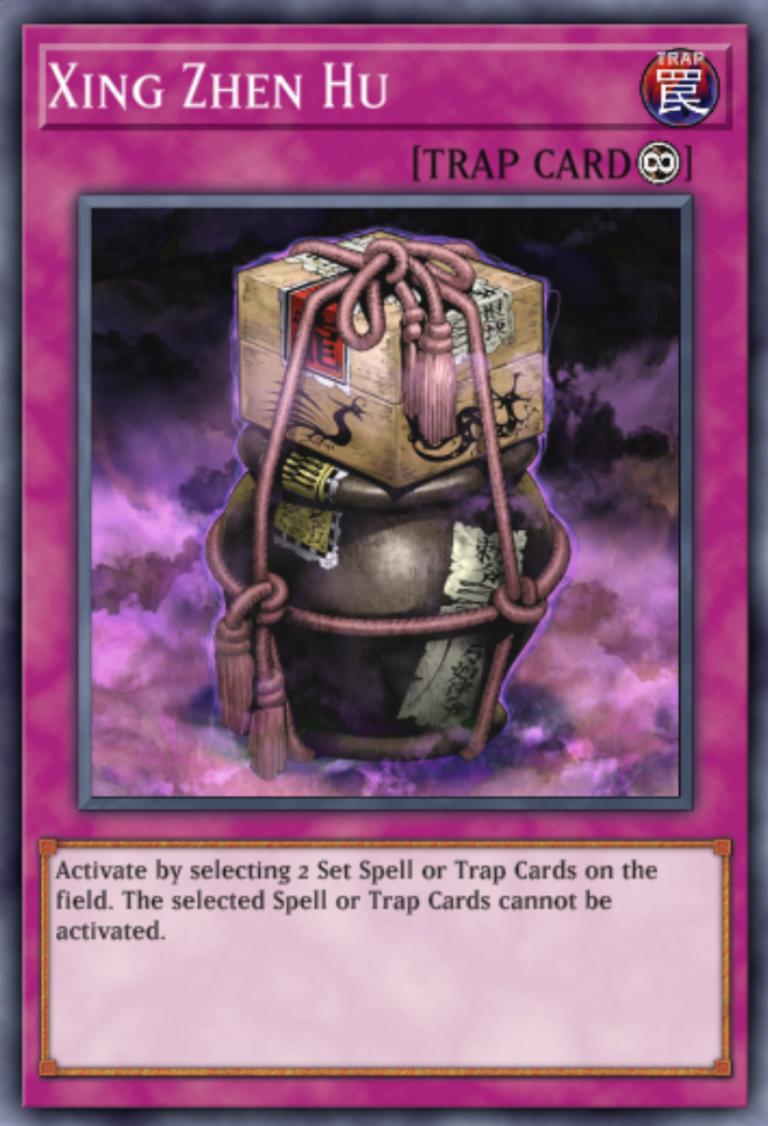 Xing Zhen Hu
TRAP
罠
[TRAP CARD]
Activate by selecting 2 Set Spell or Trap Cards on the
field. The selected Spell or Trap Cards cannot be
activated.